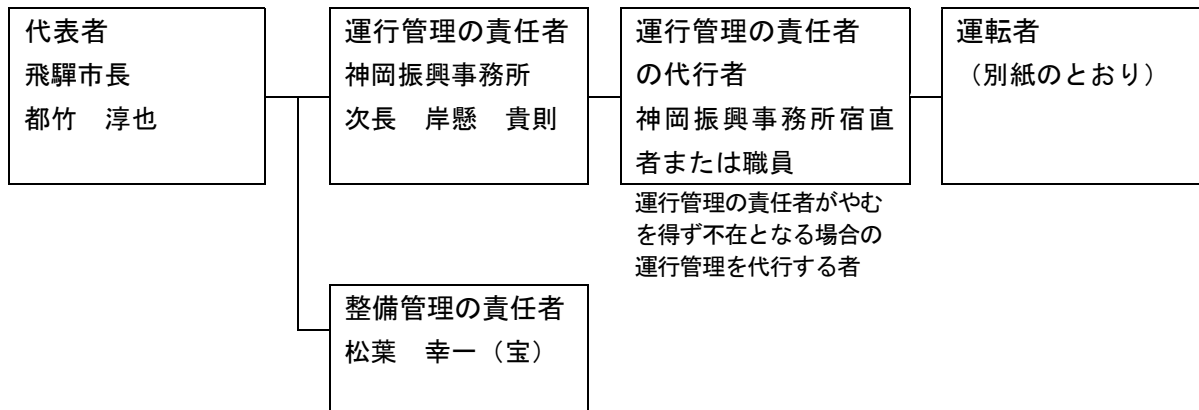 代表者
飛驒市長
都竹　淳也
運行管理の責任者
神岡振興事務所
次長　岸懸　貴則
運行管理の責任者
の代行者
神岡振興事務所宿直
者または職員
運行管理の責任者がやむ
を得ず不在となる場合の
運行管理を代行する者
運転者
（別紙のとおり）
整備管理の責任者
松葉　幸一（宝）